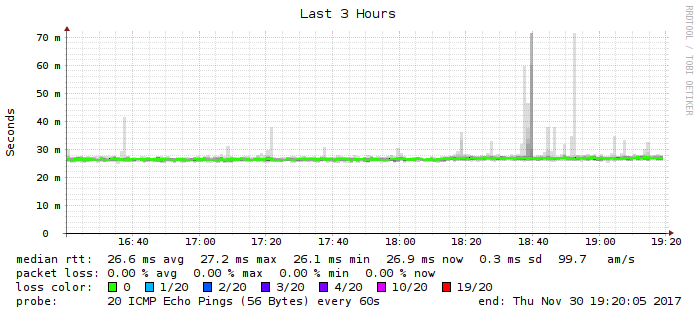 Last 3 Hours
RRDTOOL / TOBI OETIKER
Seconds
70 m
60 m
50 m
40 m
30 m
20 m
10 m
0
16:40 17:00 17:20 17:40 18:00 18:20 18:40 19:00 19:20
median rtt: 26.6 ms avg 27.2 ms max 26.1 ms min 26.9 ms now 0.3 ms sd 99.7 am/s
packet loss: 0.00 % avg 0.00 % max 0.00 % min 0.00 % now
loss color: 0 1/20 2/20 3/20 4/20 10/20 19/20
probe: 20 ICMP Echo Pings (56 Bytes) every 60s end: Thu Nov 30 19:20:05 2017